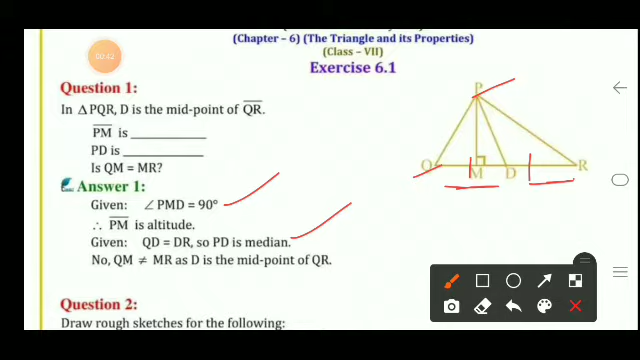 (Chapter – 6) (The Triangle and its Properties)
(Class – VII)
Exercise 6.1
00:42
Question 1:
In Δ PQR, D is the mid-point of QR.
PM is ____________
PD is ____________
Is QM = MR?
Answer 1:
Given: ∠ PMD = 90°
∴ PM is altitude.
Given: QD = DR, so PD is median.
No, QM ≠ MR as D is the mid-point of QR.
P
Q M D R
Question 2:
Draw rough sketches for the following: